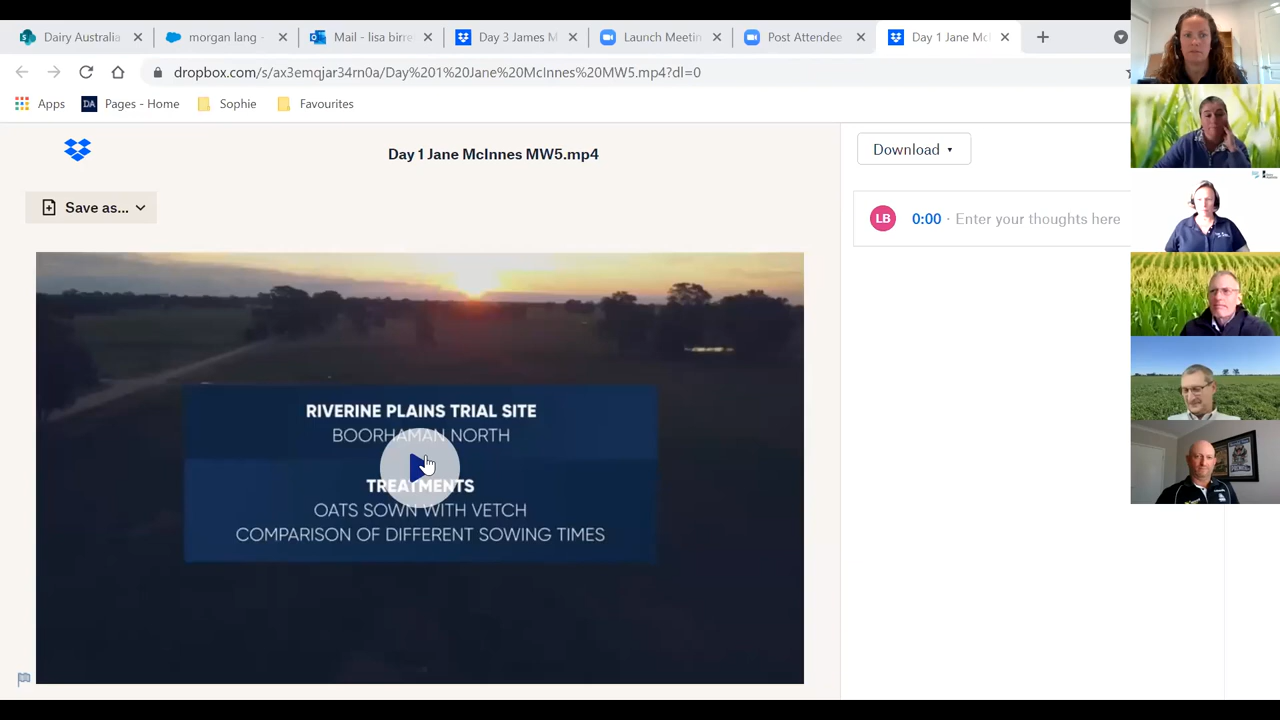 Dairy Australia
morgan lang -
Mail - lisa birre
Day 3 James M
Launch Meetin
Post Attendee
Day 1 Jane McI
dropbox.com/s/ax3emqjar34rn0a/Day%201%20Jane%20McInnes%20MW5.mp4?dl=0
Apps
DA
Pages - Home
Sophie
Favourites
Day 1 Jane McInnes MW5.mp4
Download
Save as...
LB
0:00 · Enter your thoughts here
RIVERINE PLAINS TRIAL SITE
BOORHAMAN NORTH
TREATMENTS
OATS SOWN WITH VETCH
COMPARISON OF DIFFERENT SOWING TIMES